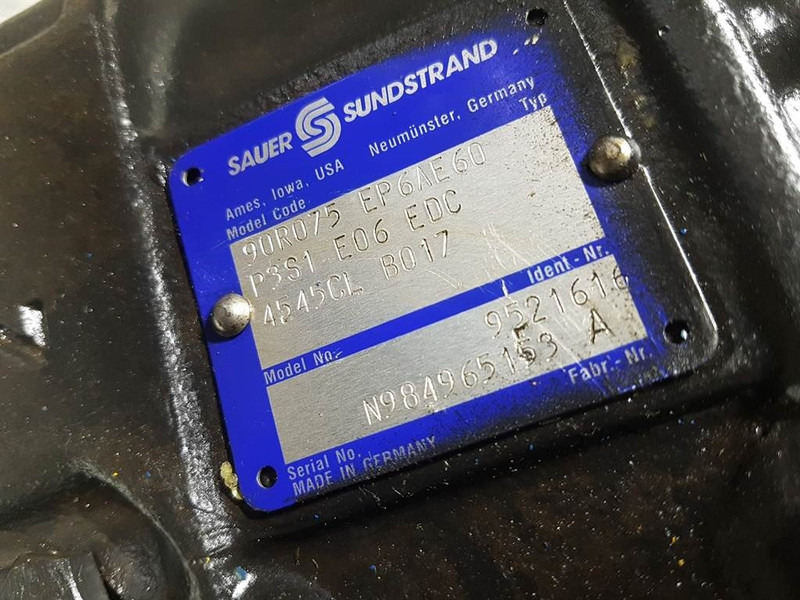 SAUER SUNDSTRAND
Ames, Iowa, USA Neumünster, Germany
Model Code Typ
90R075 EP6AE60
P3S1 E06 EDC
4545CL B017
Model No. Ident-Nr.
9521616
N984965153 A
Serial No. Fabr.-Nr.
MADE IN GERMANY